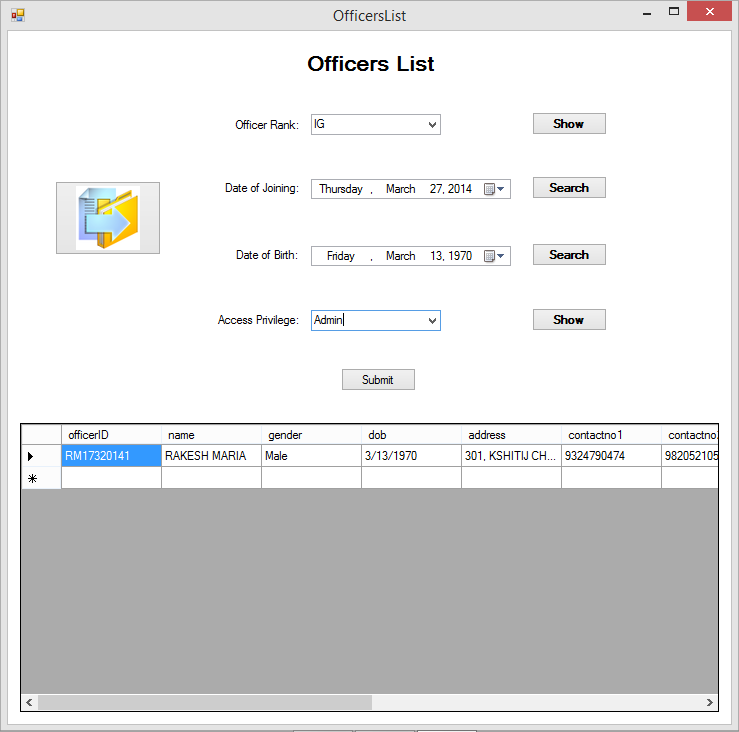 OfficersList
Officers List
Officer Rank: IG Show
Date of Joining: Thursday , March 27, 2014 Search
Date of Birth: Friday , March 13, 1970 Search
Access Privilege: Admin Show
Submit
officerID name gender dob address contactno1 contactno
RM17320141 RAKESH MARIA Male 3/13/1970 301, KSHITIJ CH... 9324790474 982052105